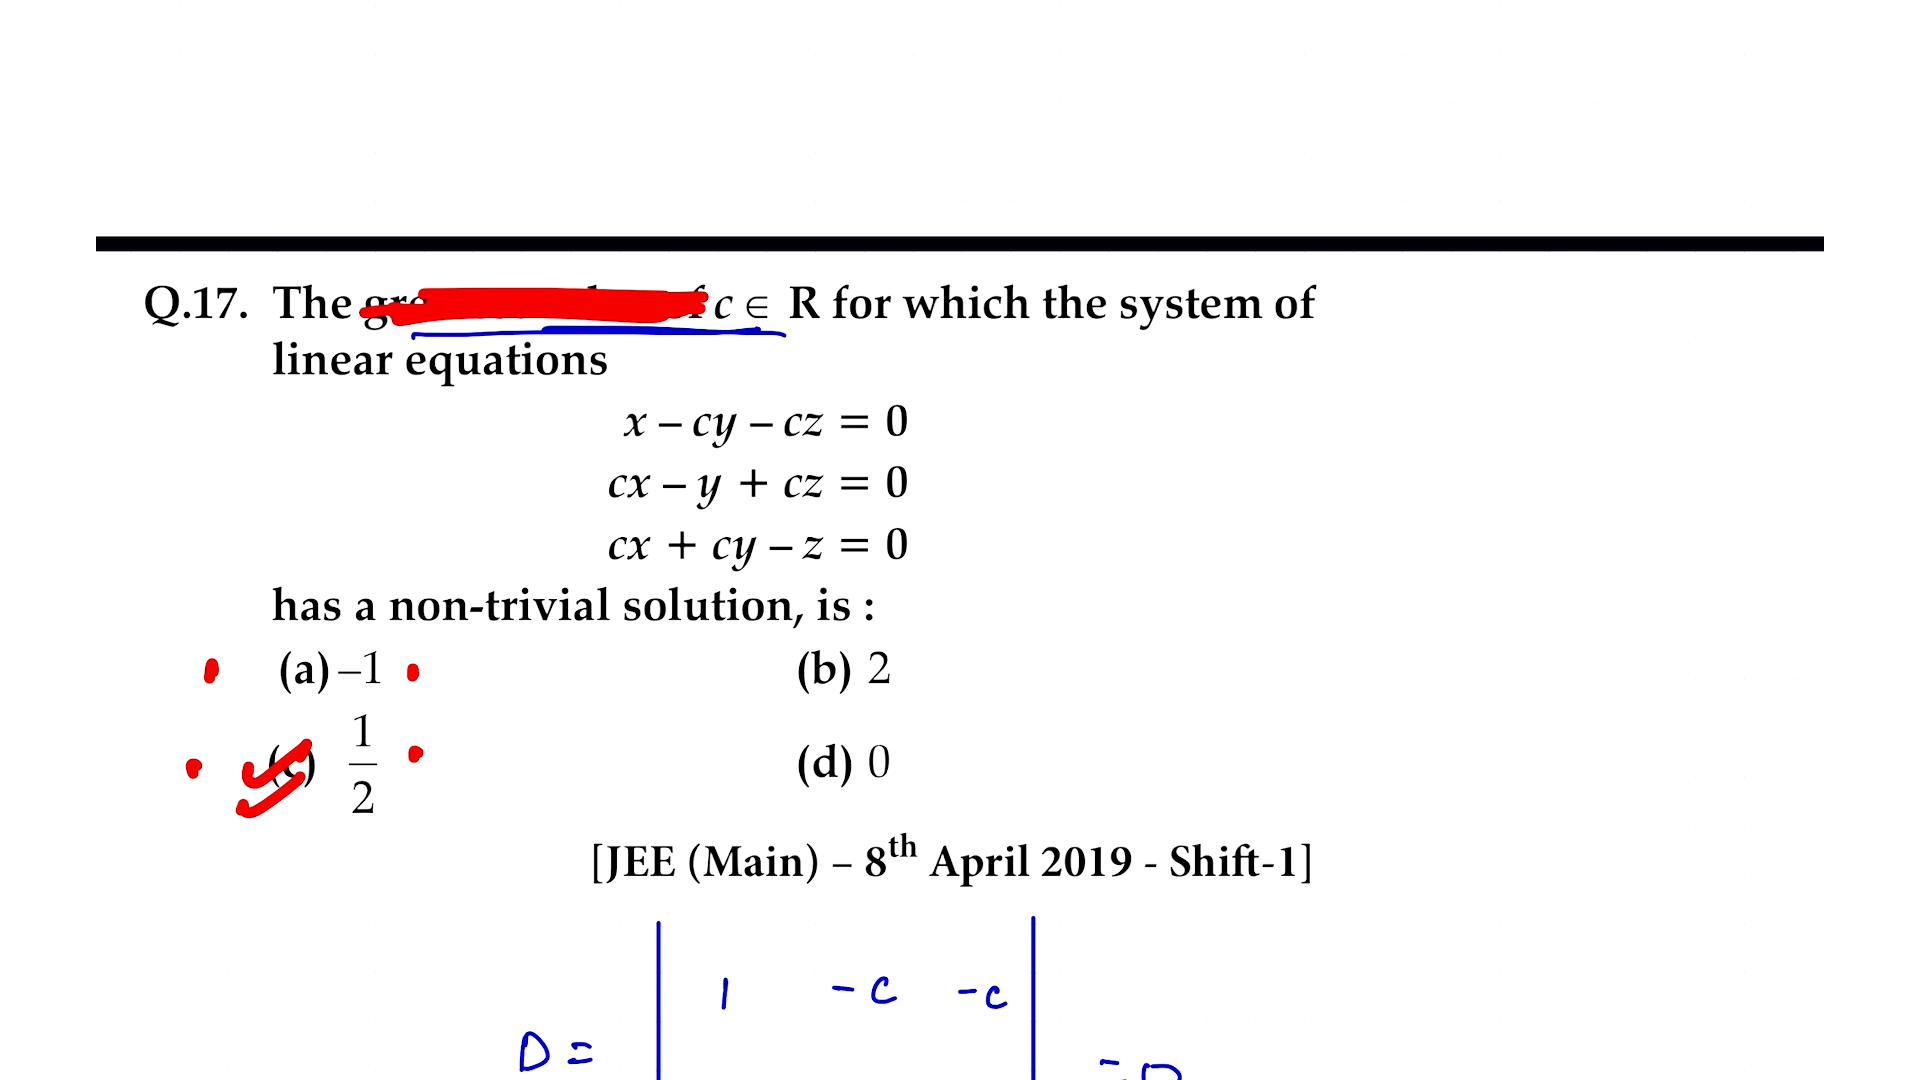 Q.17. The c ∈ R for which the system of
linear equations
x – cy – cz = 0
cx – y + cz = 0
cx + cy – z = 0
has a non-trivial solution, is :
(a) –1 (b) 2
(c) 1/2 (d) 0
[JEE (Main) – 8th April 2019 - Shift-1]
1 -c -c
D = = 0